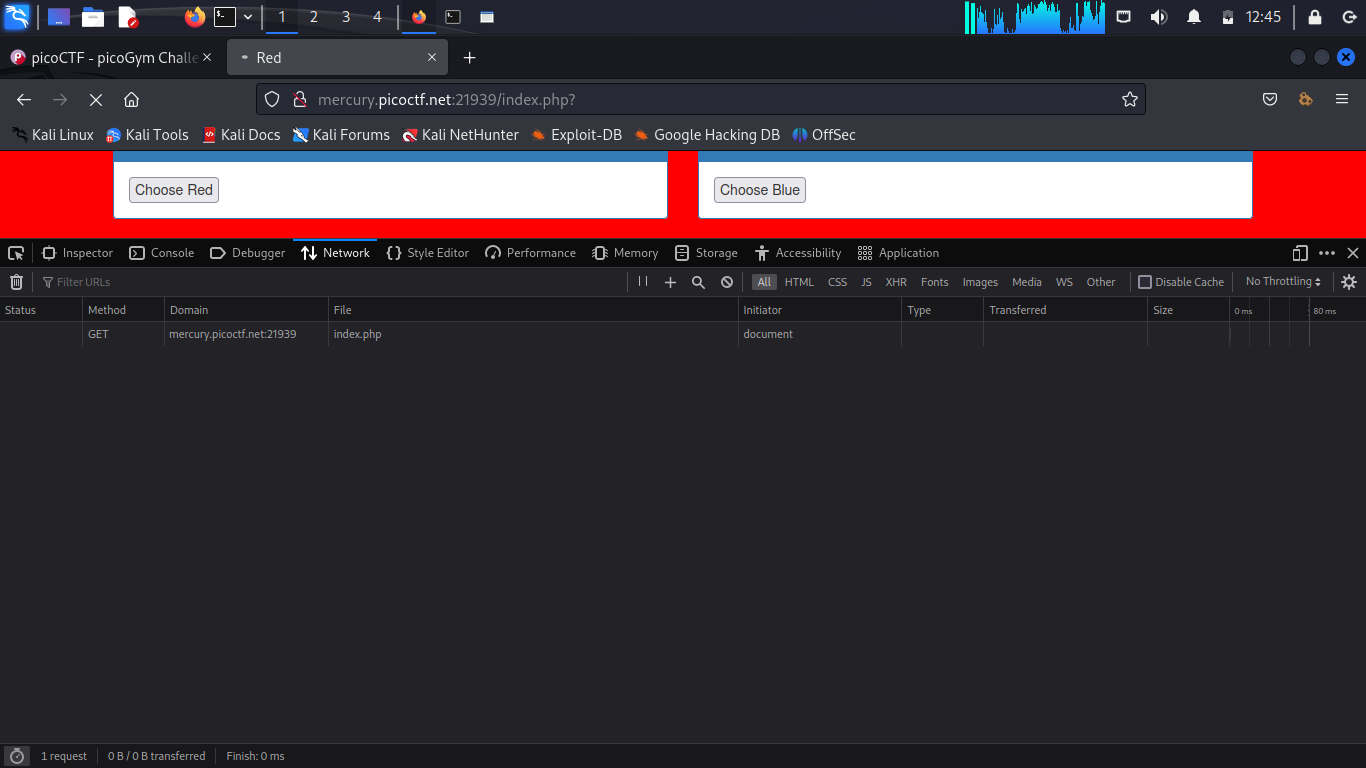 1 2 3 4 12:45
picoCTF - picoGym Challe Red
mercury.picoctf.net:21939/index.php?
Kali Linux Kali Tools Kali Docs Kali Forums Kali NetHunter Exploit-DB Google Hacking DB OffSec
Choose Red Choose Blue
Inspector Console Debugger Network Style Editor Performance Memory Storage Accessibility Application
Filter URLs All HTML CSS JS XHR Fonts Images Media WS Other Disable Cache No Throttling
Status Method Domain File Initiator Type Transferred Size 0 ms 80 ms
GET mercury.picoctf.net:21939 index.php document
1 request 0 B / 0 B transferred Finish: 0 ms